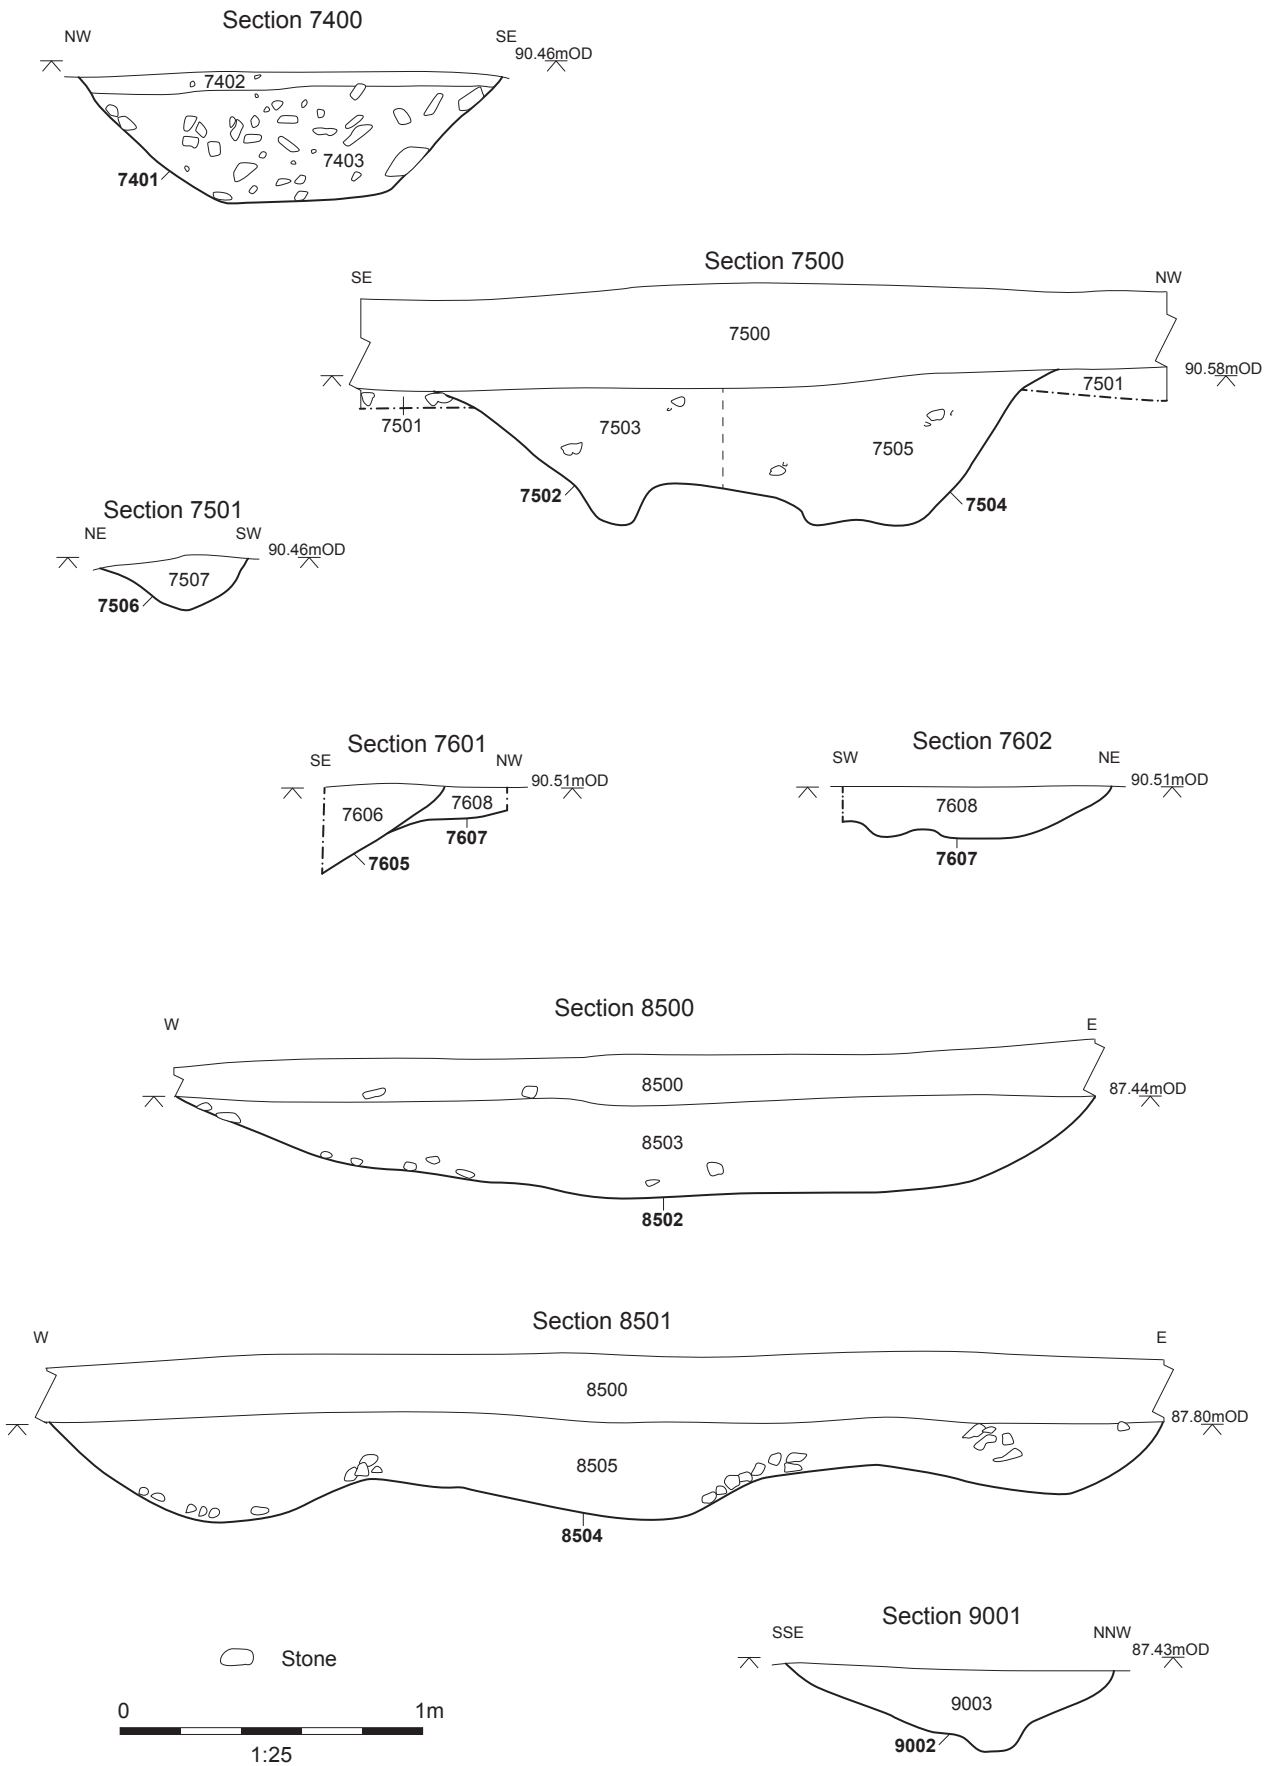 Section 7400
NW SE
90.46mOD
7402
7403
7401
Section 7500
SE NW
7500
90.58mOD
7501
7501
7503
7505
7502
7504
Section 7501
NE SW
90.46mOD
7507
7506
Section 7601
SE NW
90.51mOD
7606
7608
7607
7605
Section 7602
SW NE
90.51mOD
7608
7607
Section 8500
W E
8500
87.44mOD
8503
8502
Section 8501
W E
8500
87.80mOD
8505
8504
Section 9001
SSE NNW
87.43mOD
9003
9002
Stone
0 1m
1:25